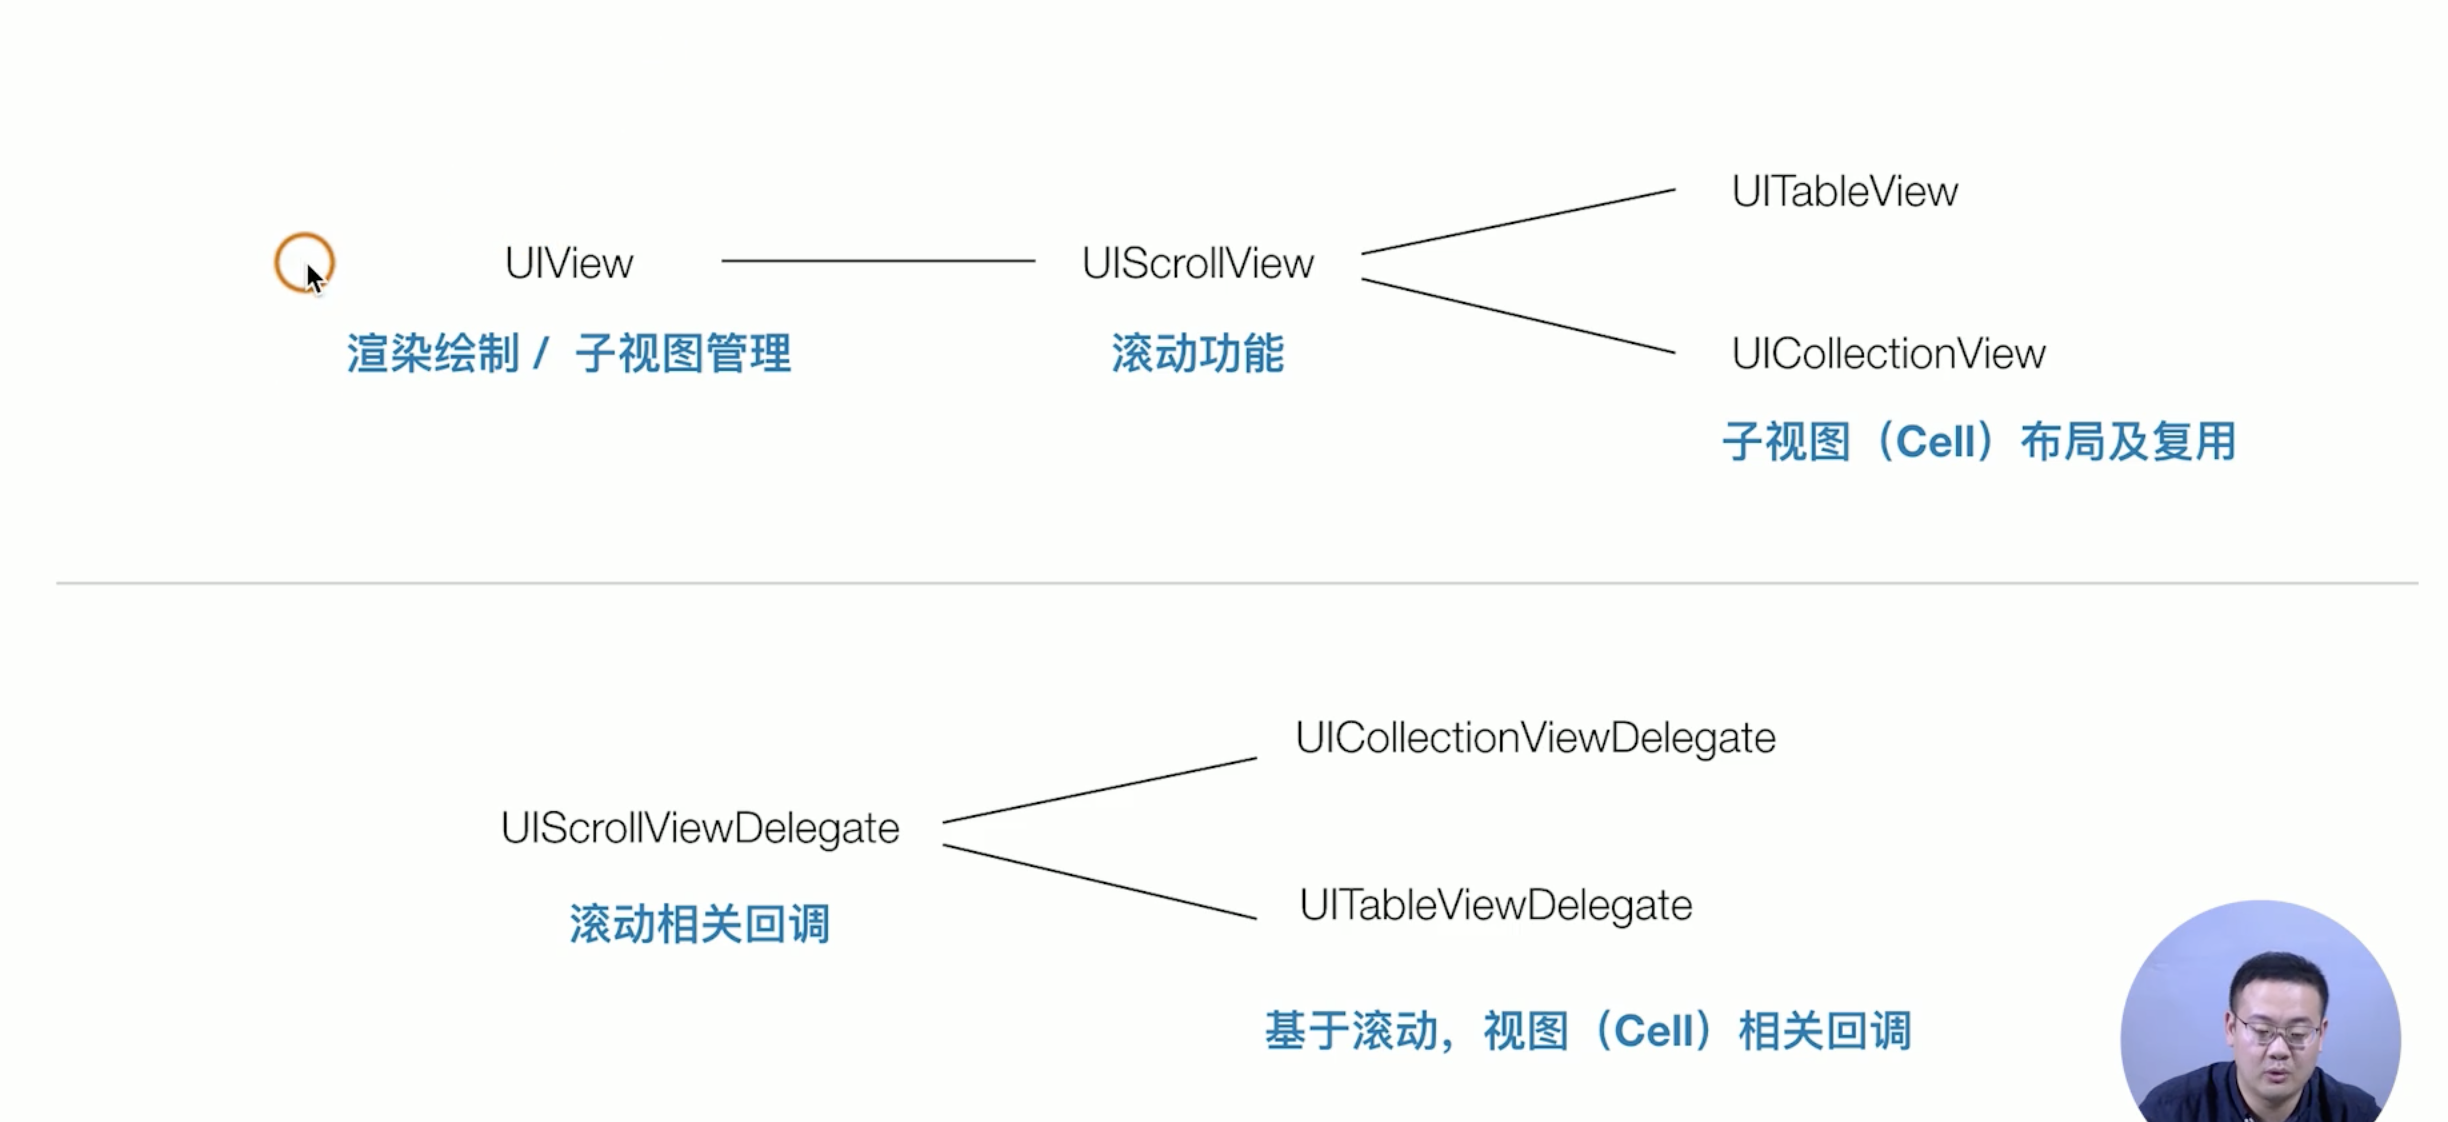 UITableView
UIView
UIScrollView
渲染绘制 / 子视图管理
滚动功能
UICollectionView
子视图（Cell）布局及复用
UICollectionViewDelegate
UIScrollViewDelegate
滚动相关回调
UITableViewDelegate
基于滚动，视图（Cell）相关回调